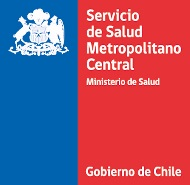 Servicio
de Salud
Metropolitano
Central
Ministerio de Salud
Gobierno de Chile